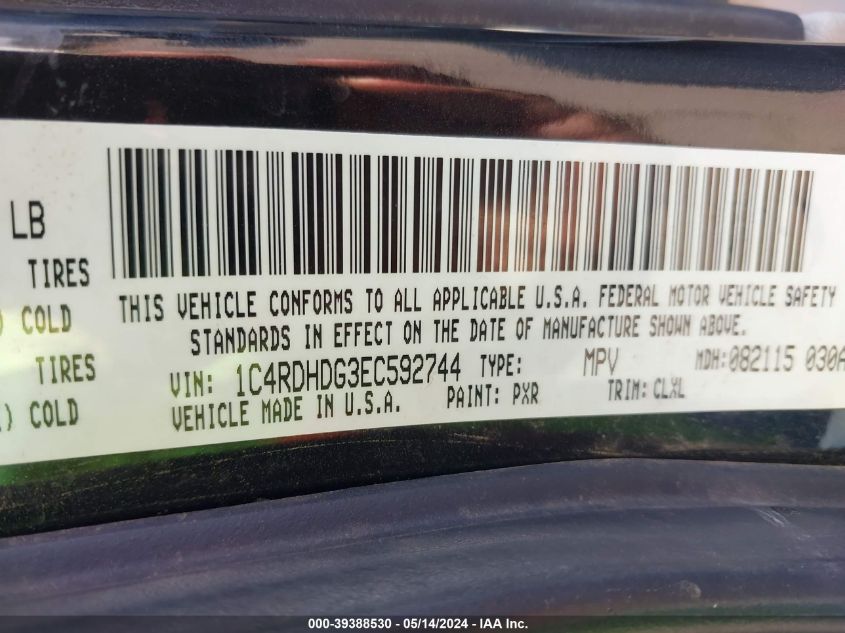 LB
TIRES
) COLD
TIRES
) COLD
THIS VEHICLE CONFORMS TO ALL APPLICABLE U.S.A. FEDERAL MOTOR VEHICLE SAFETY
STANDARDS IN EFFECT ON THE DATE OF MANUFACTURE SHOWN ABOVE.
VIN: 1C4RDHDG3EC592744 TYPE: MPV MDH:082115 030A
VEHICLE MADE IN U.S.A. PAINT: PXR TRIM: CLXL
000-39388530 - 05/14/2024 - IAA Inc.